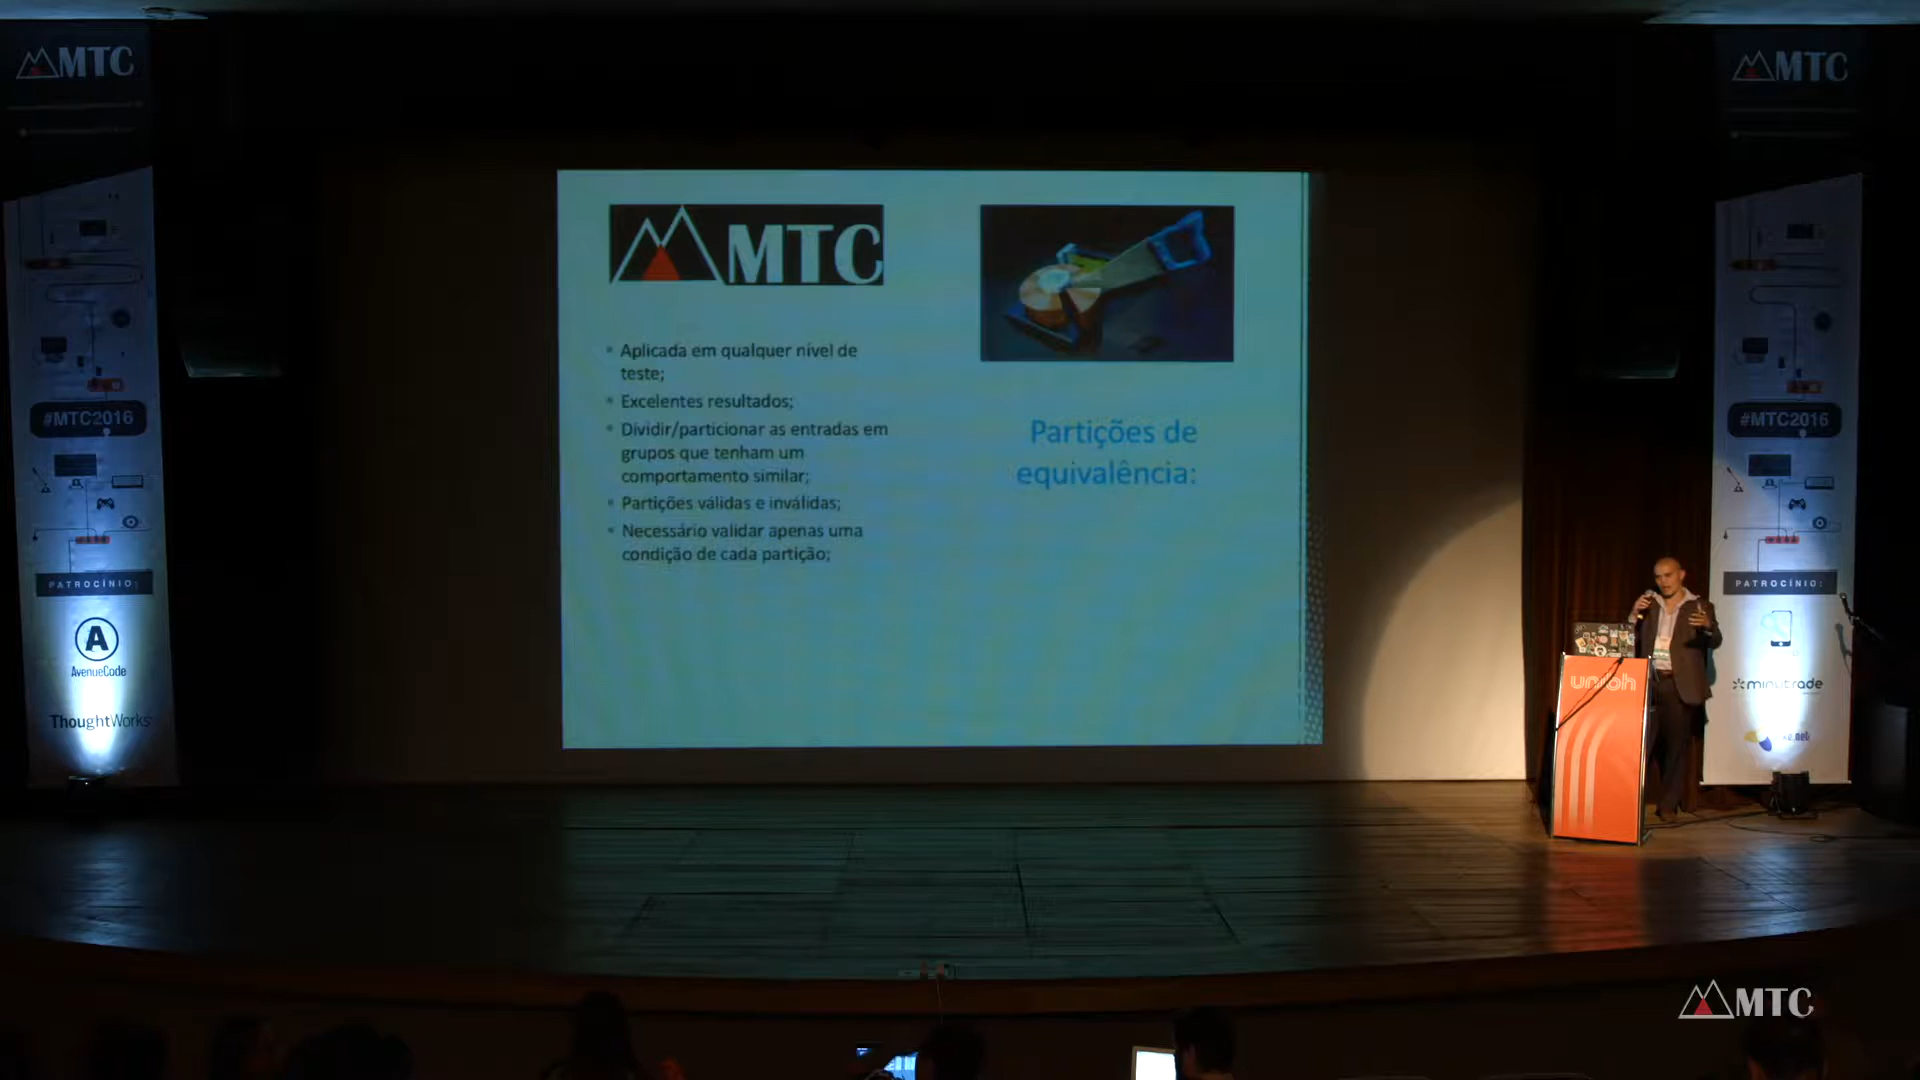 MTC
MTC
MTC
Aplicada em qualquer nível de
teste;
Excelentes resultados;
Dividir/particionar as entradas em
grupos que tenham um
comportamento similar;
Partições válidas e inválidas;
Necessário validar apenas uma
condição de cada partição;
Partições de
equivalência:
#MTC2016
PATROCÍNIO:
A
AvenueCode
ThoughtWorks
#MTC2016
PATROCÍNIO:
minutrade
unibh
MTC